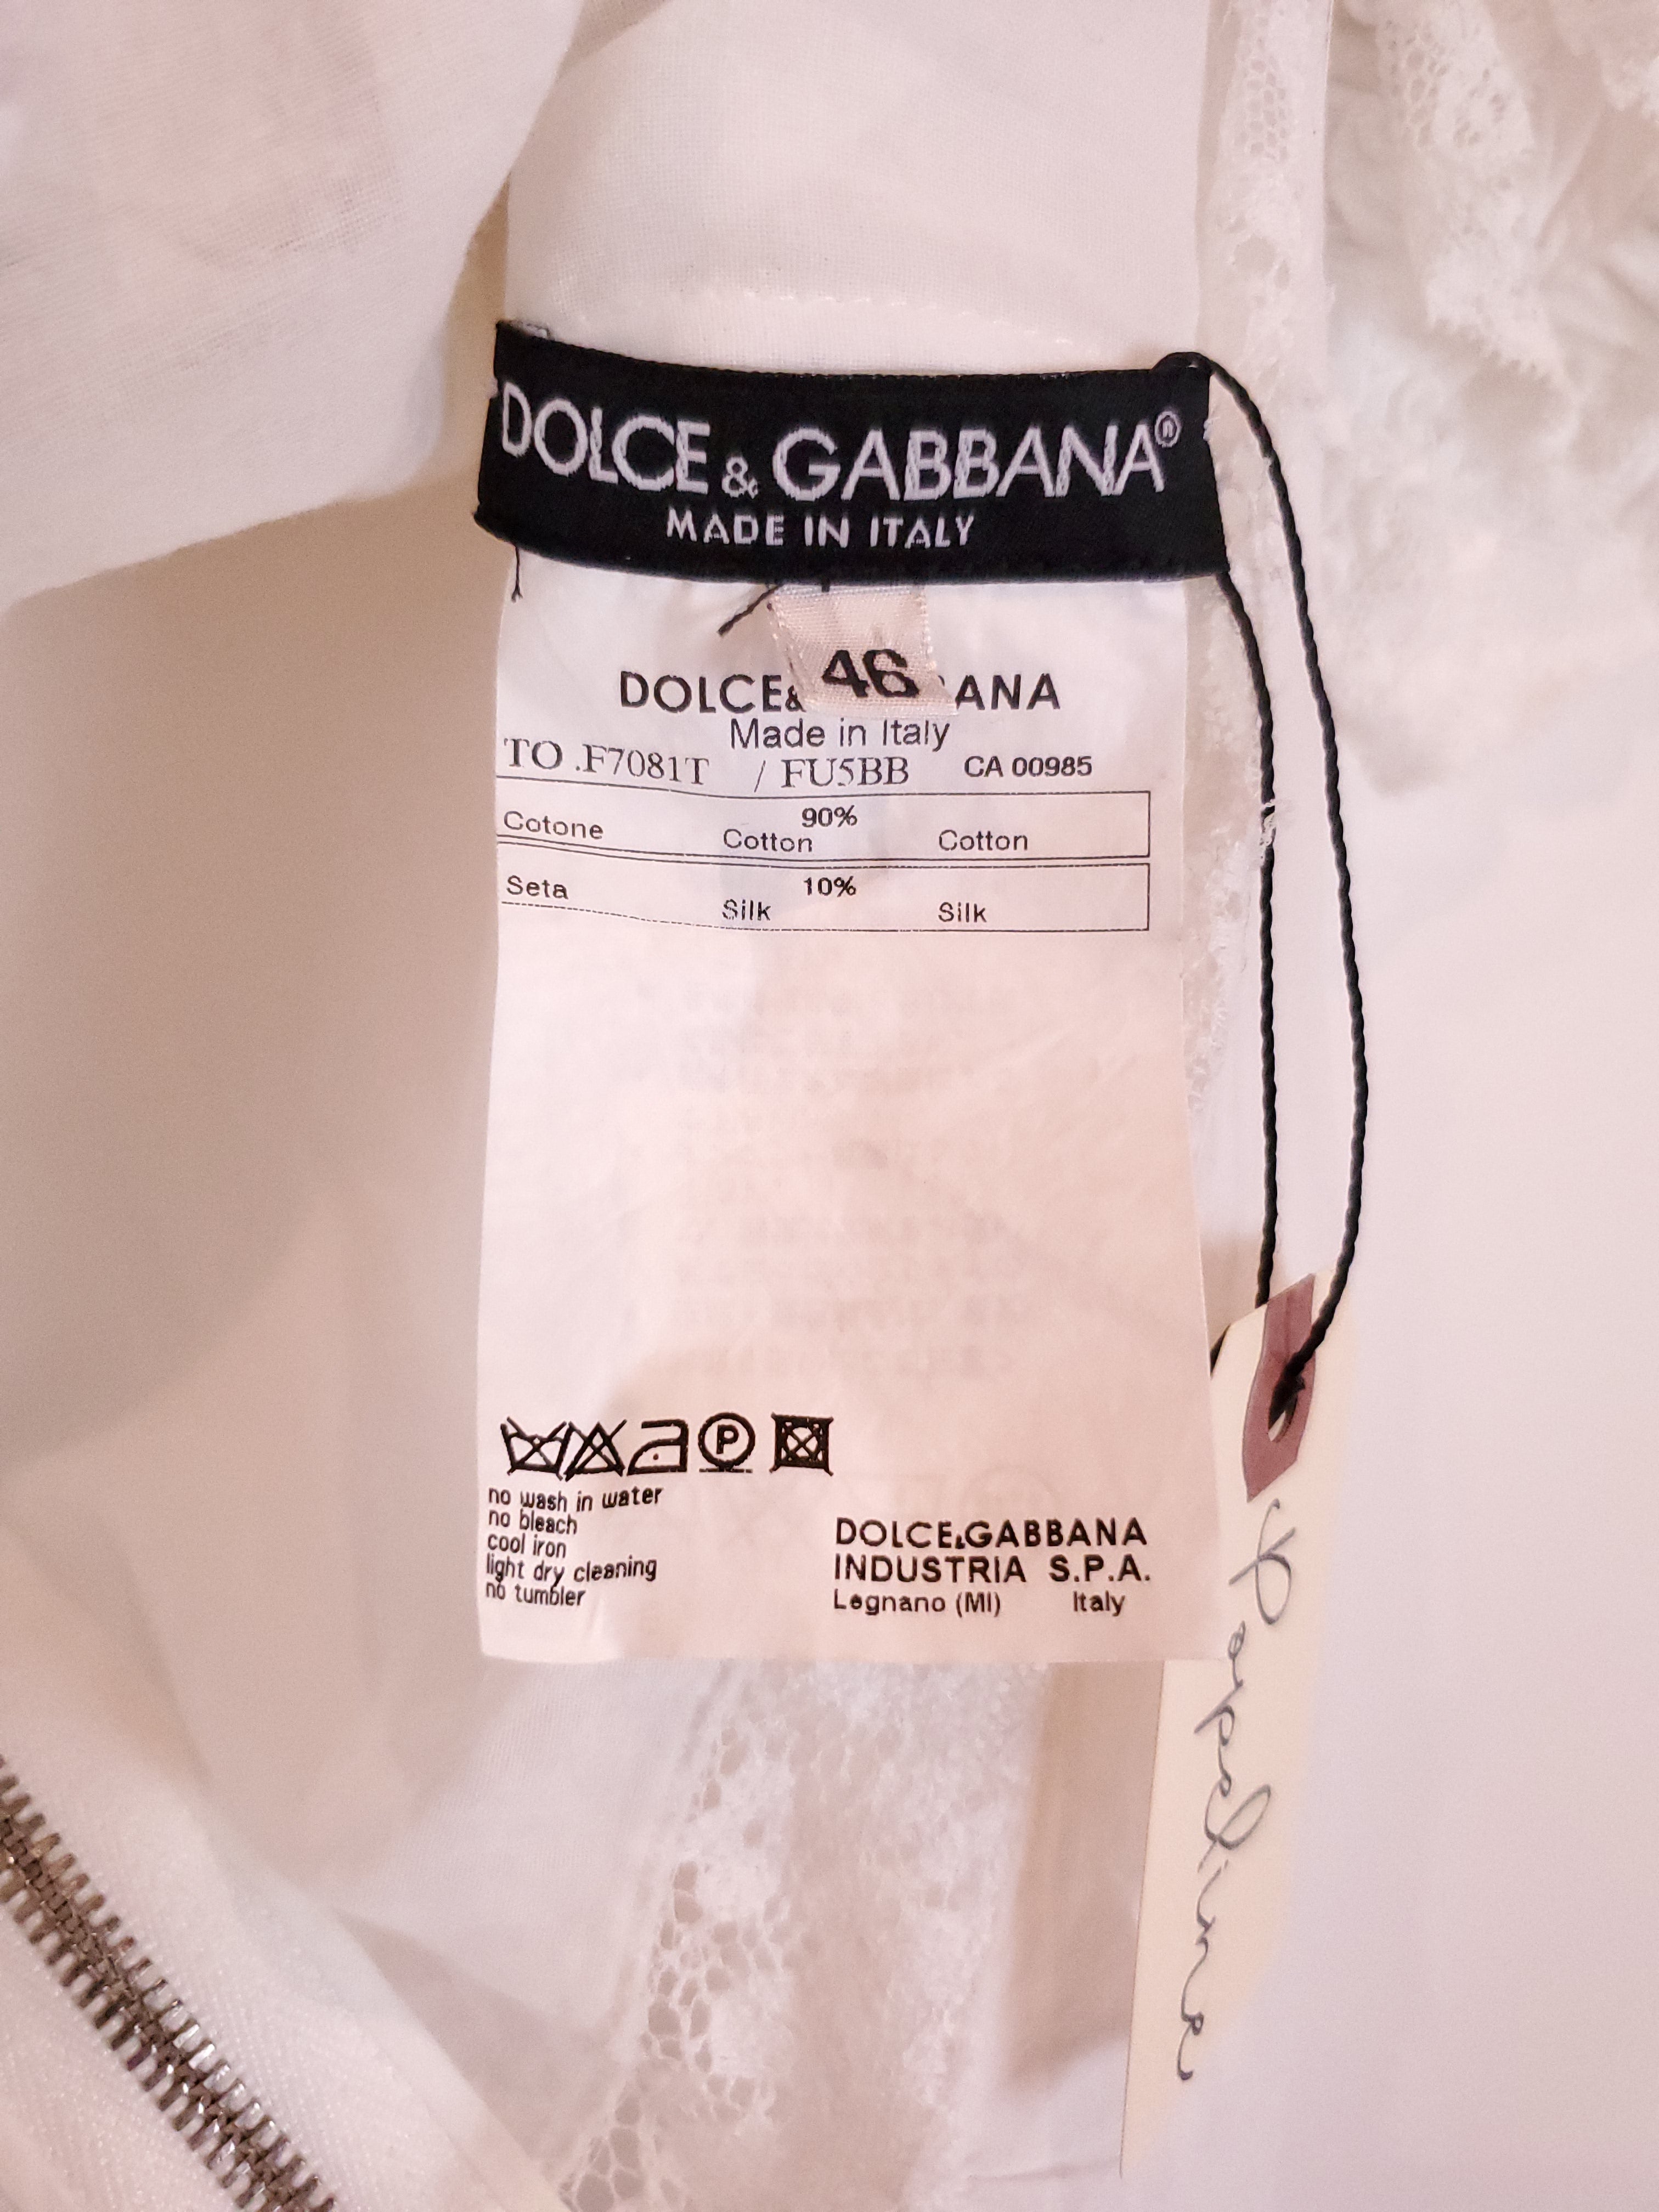 DOLCE & GABBANA®
MADE IN ITALY
46
DOLCE& BANA
Made in Italy
TO .F7081T / FU5BB CA 00985
Cotone 90% Cotton Cotton
Seta 10% Silk Silk
P
no wash in water
no bleach
cool iron
light dry cleaning
no tumbler
DOLCE&GABBANA
INDUSTRIA S.P.A.
Legnano (MI) Italy